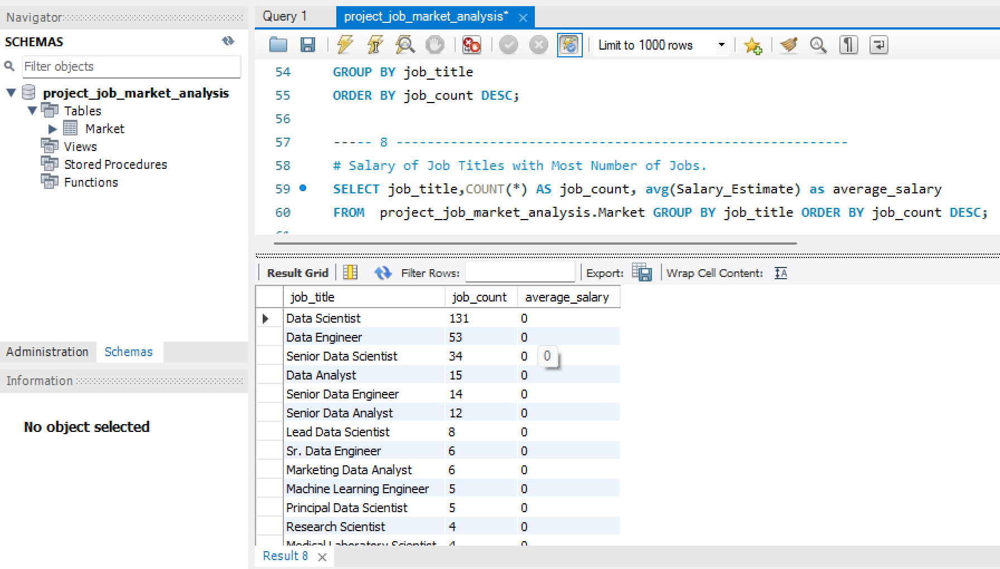 Navigator
SCHEMAS
Filter objects
project_job_market_analysis
Tables
Market
Views
Stored Procedures
Functions
Administration Schemas
Information
No object selected
Query 1 project_job_market_analysis*
Limit to 1000 rows
54 GROUP BY job_title
55 ORDER BY job_count DESC;
56
57 ----- 8 ----------------------------------------------------------
58 # Salary of Job Titles with Most Number of Jobs.
59 SELECT job_title,COUNT(*) AS job_count, avg(Salary_Estimate) as average_salary
60 FROM project_job_market_analysis.Market GROUP BY job_title ORDER BY job_count DESC;
61
Result Grid Filter Rows: Export: Wrap Cell Content: IA
job_title job_count average_salary
Data Scientist 131 0
Data Engineer 53 0
Senior Data Scientist 34 0 0
Data Analyst 15 0
Senior Data Engineer 14 0
Senior Data Analyst 12 0
Lead Data Scientist 8 0
Sr. Data Engineer 6 0
Marketing Data Analyst 6 0
Machine Learning Engineer 5 0
Principal Data Scientist 5 0
Research Scientist 4 0
Medical Laboratory Scientist 4 0
Result 8